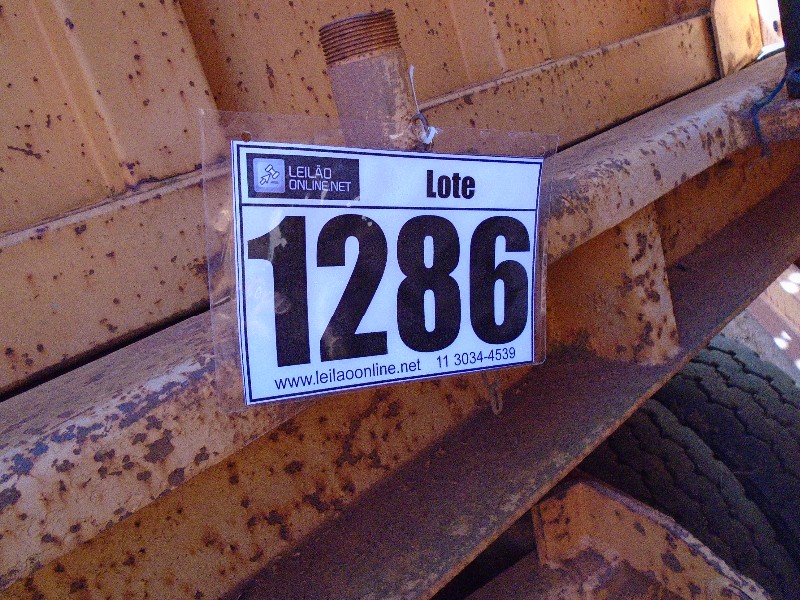 LEILÃO
ONLINE.NET
Lote
1286
www.leilaoonline.net 11 3034-4539